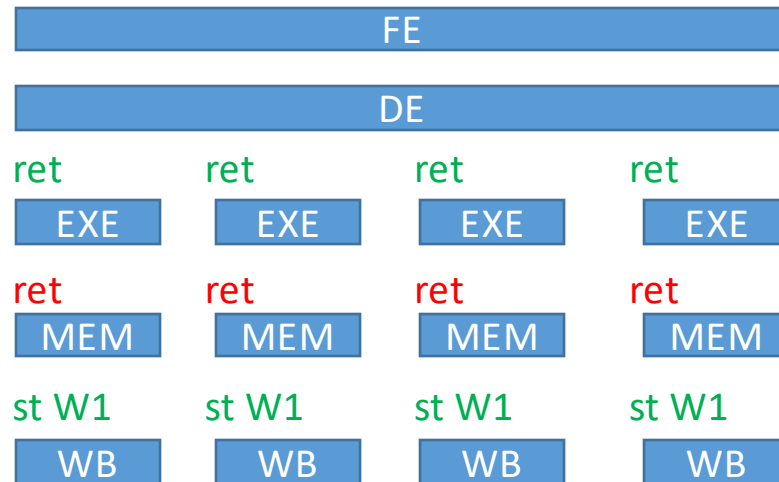 FE
DE
ret ret ret ret
EXE EXE EXE EXE
ret ret ret ret
MEM MEM MEM MEM
st W1 st W1 st W1 st W1
WB WB WB WB